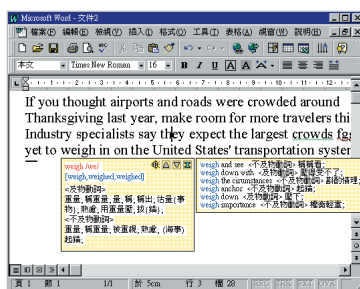 Microsoft Word - 文件2
檔案(F) 編輯(E) 檢視(V) 插入(I) 格式(O) 工具(T) 表格(A) 視窗(W) 說明(H)
本文 Times New Roman 16 B I U A A
If you thought airports and roads were crowded around
Thanksgiving last year, make room for more travelers thi
Industry specialists say they expect the largest crowds
yet to weigh in on the United States' transportation system
weigh /we/
[weigh,weighed,weighed]
<及物動詞>
重量;稱重量;量;稱;稱出;估量(事
物);熟慮;用重量壓;拔(錨);
<不及物動詞>
重量;稱重量;被重視;熟慮;(海事)
起錨;
weigh and see <不及物動詞> 稱稱看;
weigh down with <及物動詞> 壓得受不了;
weigh the circumstances <不及物動詞> 斟酌情理;
weigh anchor <不及物動詞> 起錨;
weigh down <及物動詞> 壓下;
weigh importance <不及物動詞> 權衡輕重;
頁 1 節 1 1/1 於 5cm 行 3 欄 28 REC TRK EXT OVR